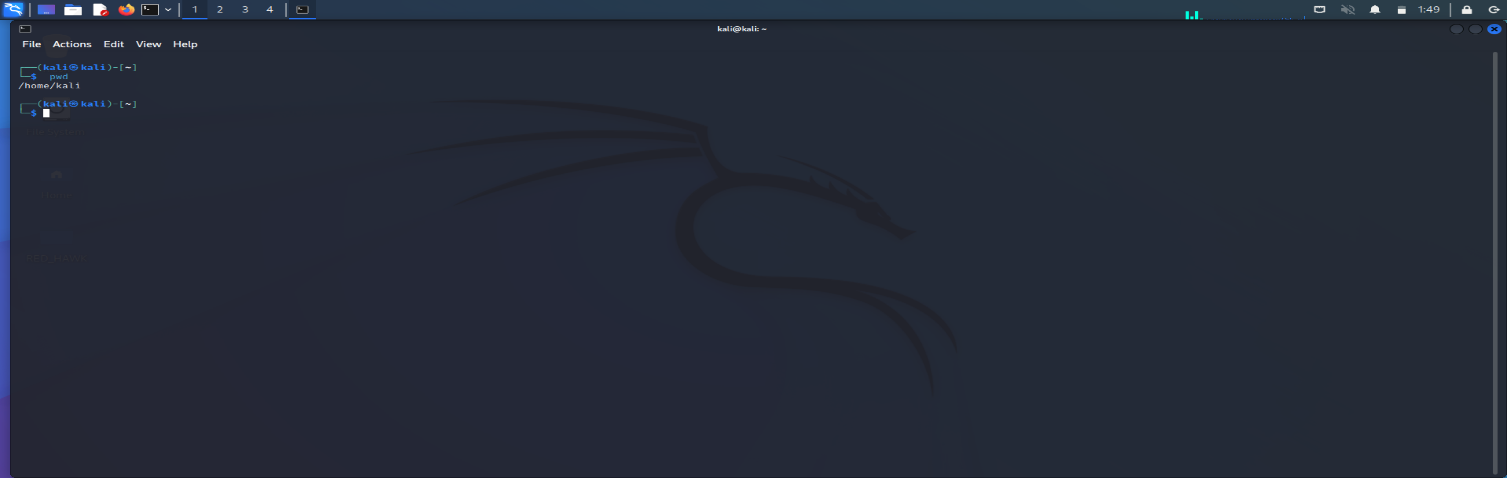 1 2 3 4
1:49
kali@kali: ~
File Actions Edit View Help
┌──(kali㉿kali)-[~]
└─$ pwd
/home/kali
┌──(kali㉿kali)-[~]
└─$